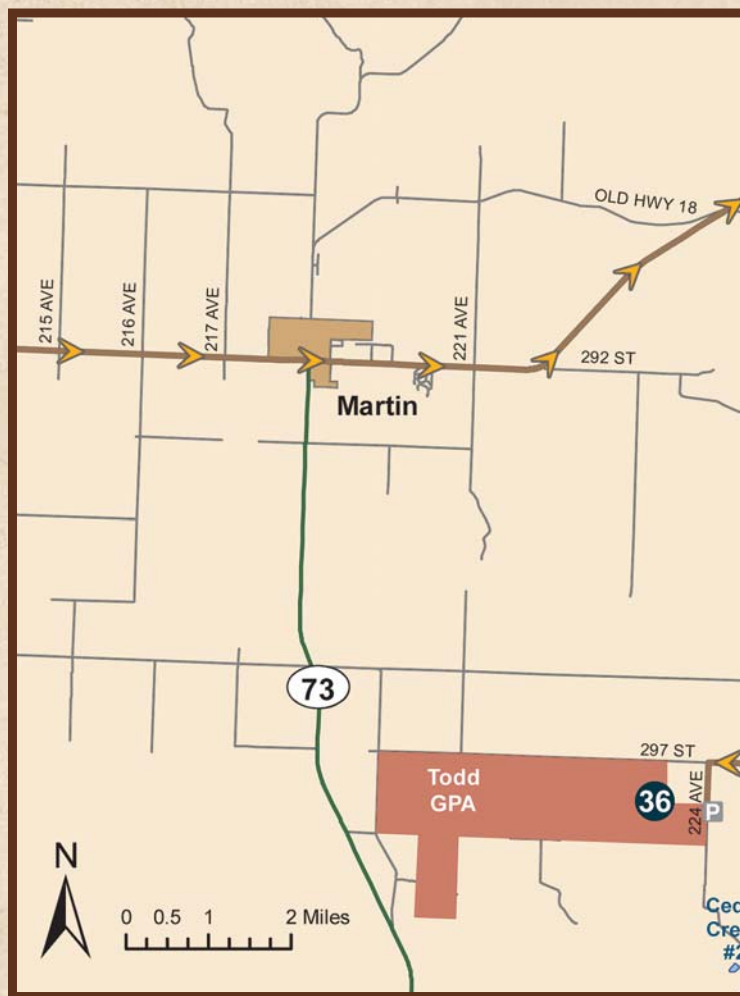 OLD HWY 18
215 AVE
216 AVE
217 AVE
221 AVE
292 ST
Martin
73
297 ST
Todd
GPA
36
224 AVE
P
N
0 0.5 1 2 Miles